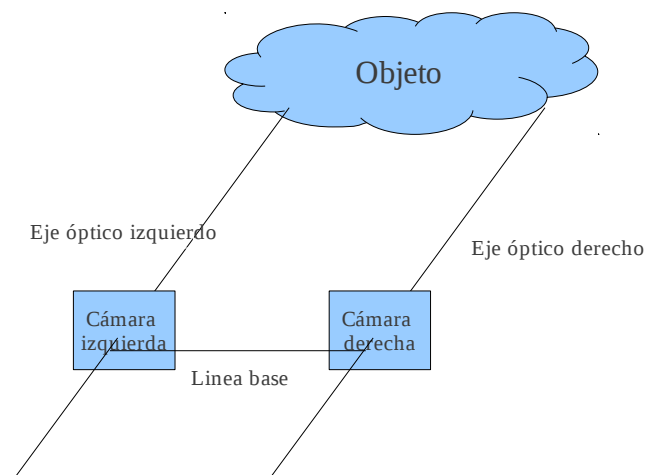 Objeto
Eje óptico izquierdo
Eje óptico derecho
Cámara
izquierda
Cámara
derecha
Linea base